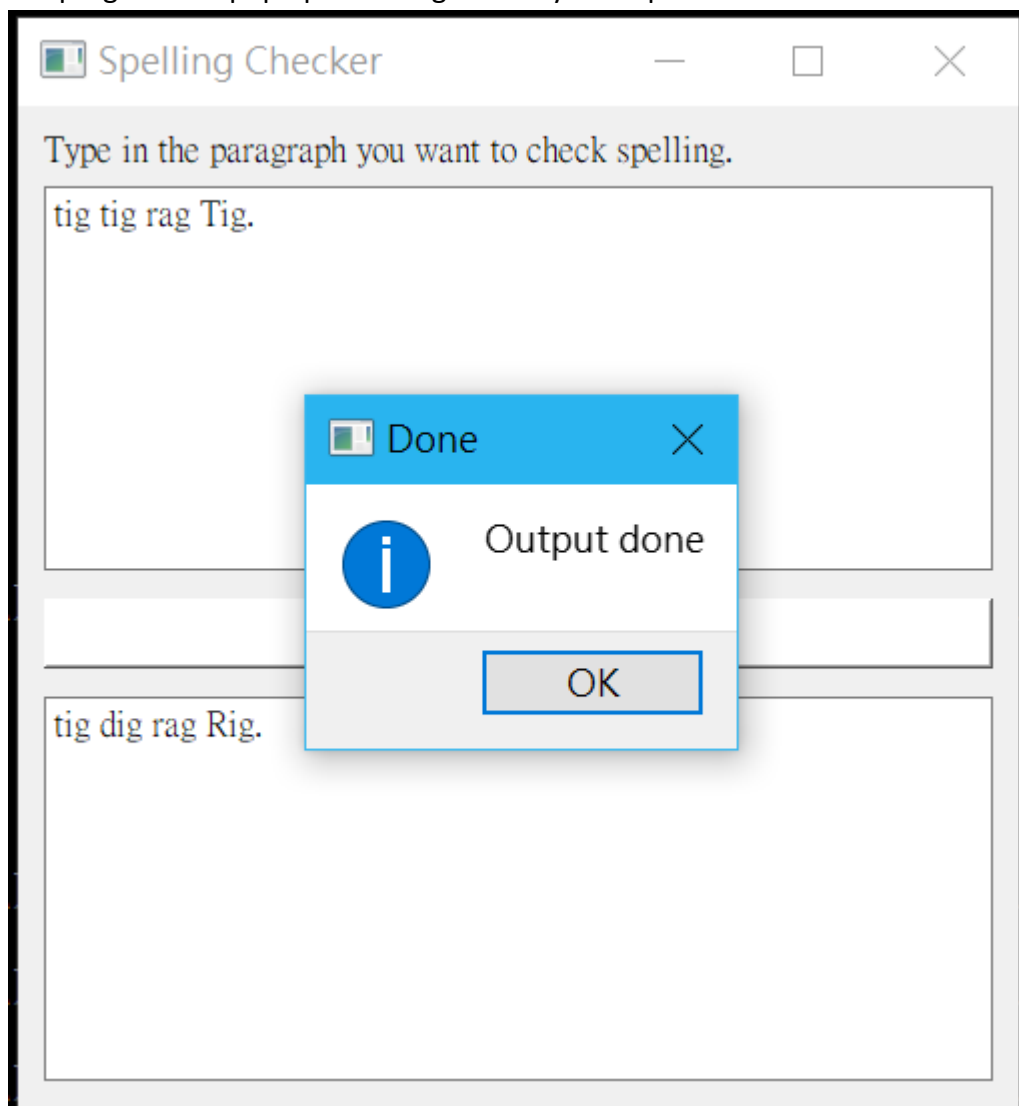 Spelling Checker
Type in the paragraph you want to check spelling.
tig tig rag Tig.
Done
Output done
OK
tig dig rag Rig.